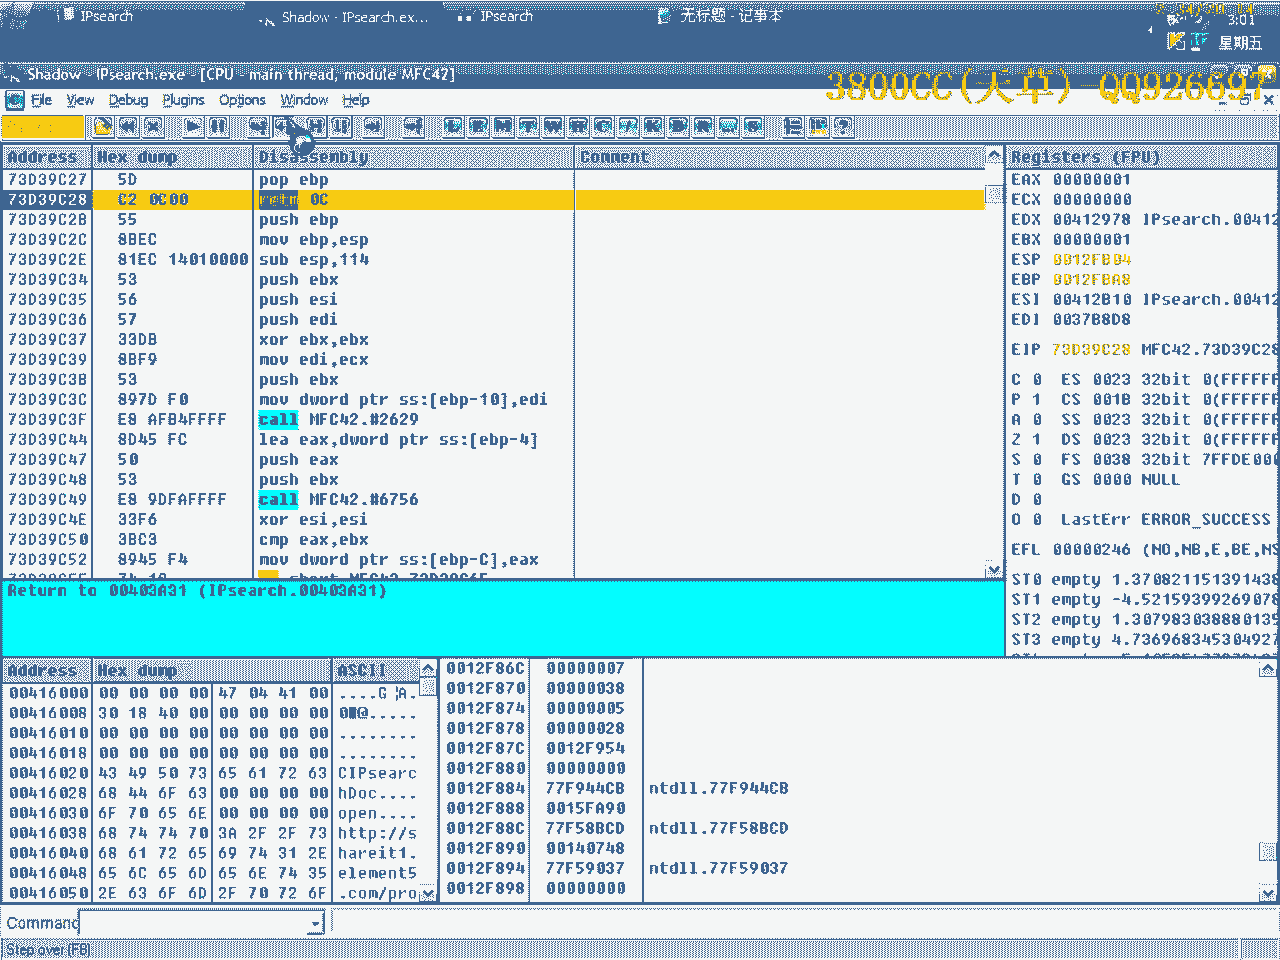 IPsearch
Shadow - IPsearch.ex...
IPsearch
无标题 - 记事本
3:01
星期五
Shadow - IPsearch.exe - [CPU - main thread, module MFC42]
3800CC(天草) QQ926697
File View Debug Plugins Options Window Help
Address Hex dump Disassembly Comment
73D39C27 5D pop ebp
73D39C28 C2 0C00 retn 0C
73D39C2B 55 push ebp
73D39C2C 8BEC mov ebp,esp
73D39C2E 81EC 14010000 sub esp,114
73D39C34 53 push ebx
73D39C35 56 push esi
73D39C36 57 push edi
73D39C37 33DB xor ebx,ebx
73D39C39 8BF9 mov edi,ecx
73D39C3B 53 push ebx
73D39C3C 897D F0 mov dword ptr ss:[ebp-10],edi
73D39C3F E8 AFB4FFFF call MFC42.#2629
73D39C44 8D45 FC lea eax,dword ptr ss:[ebp-4]
73D39C47 50 push eax
73D39C48 53 push ebx
73D39C49 E8 9DFAFFFF call MFC42.#6756
73D39C4E 33F6 xor esi,esi
73D39C50 3BC3 cmp eax,ebx
73D39C52 8945 F4 mov dword ptr ss:[ebp-C],eax
Return to 00403A31 (IPsearch.00403A31)
Registers (FPU)
EAX 00000001
ECX 00000000
EDX 00412978 IPsearch.00412
EBX 00000001
ESP 0012FB04
EBP 0012FBA8
ESI 00412B10 IPsearch.00412
EDI 0037B8D8
EIP 73D39C28 MFC42.73D39C28
C 0 ES 0023 32bit 0(FFFFFF
P 1 CS 001B 32bit 0(FFFFFF
A 0 SS 0023 32bit 0(FFFFFF
Z 1 DS 0023 32bit 0(FFFFFF
S 0 FS 0038 32bit 7FFDE000
T 0 GS 0000 NULL
D 0
O 0 LastErr ERROR_SUCCESS
EFL 00000246 (NO,NB,E,BE,NS
ST0 empty 1.370821151391438
ST1 empty -4.52159399269078
ST2 empty 1.3079830388880135
ST3 empty 4.7369683453049​27
Address Hex dump ASCII
00416000 00 00 00 00 47 04 41 00 ....G A.
00416008 30 18 40 00 00 00 00 00 0@.....
00416010 00 00 00 00 00 00 00 00 ........
00416018 00 00 00 00 00 00 00 00 ........
00416020 43 49 50 73 65 61 72 63 CIPsearc
00416028 68 44 6F 63 00 00 00 00 hDoc....
00416030 6F 70 65 6E 00 00 00 00 open....
00416038 68 74 74 70 3A 2F 2F 73 http://s
00416040 68 61 72 65 69 74 31 2E hareit1.
00416048 65 6C 65 6D 65 6E 74 35 element5
00416050 2E 63 6F 6D 2F 70 72 6F .com/pro
0012F86C 00000007
0012F870 00000038
0012F874 00000005
0012F878 00000028
0012F87C 0012F954
0012F880 00000000
0012F884 77F944CB ntdll.77F944CB
0012F888 0015FA90
0012F88C 77F58BCD ntdll.77F58BCD
0012F890 00140748
0012F894 77F59037 ntdll.77F59037
0012F898 00000000
Command
Step over (F8)